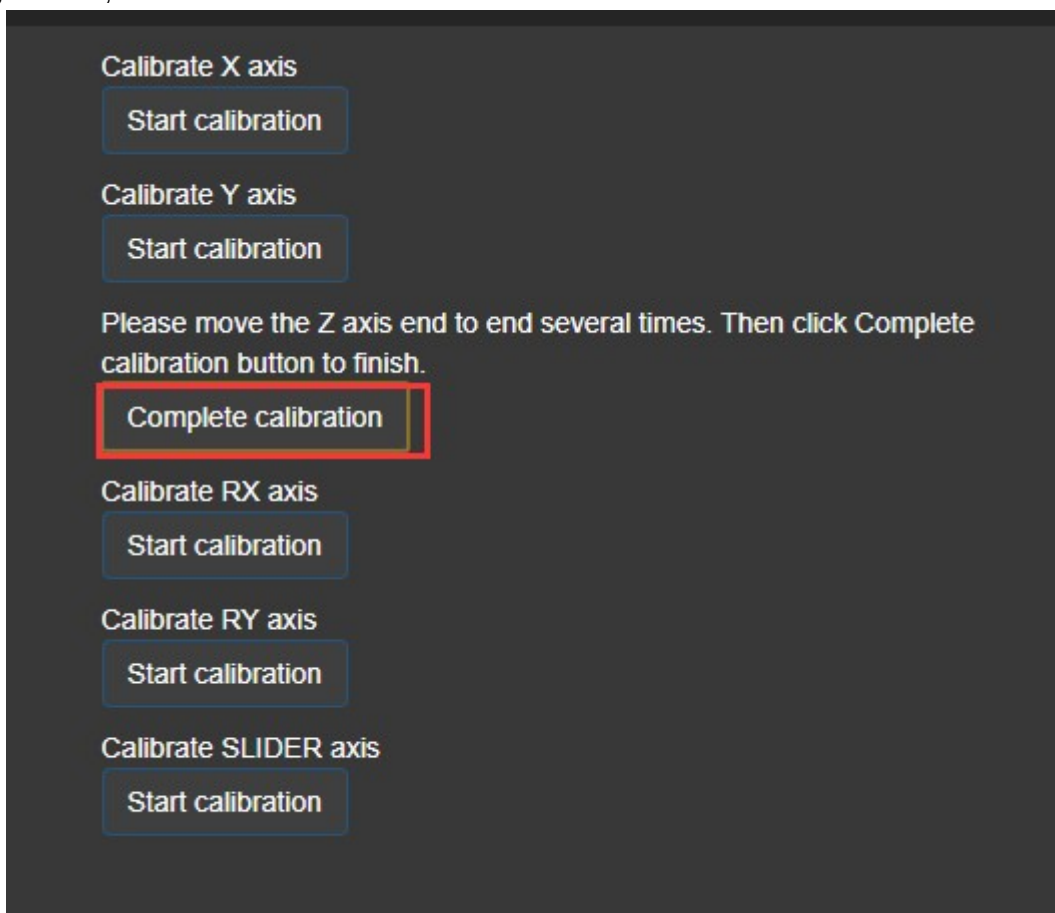 Calibrate X axis
Start calibration
Calibrate Y axis
Start calibration
Please move the Z axis end to end several times. Then click Complete
calibration button to finish.
Complete calibration
Calibrate RX axis
Start calibration
Calibrate RY axis
Start calibration
Calibrate SLIDER axis
Start calibration